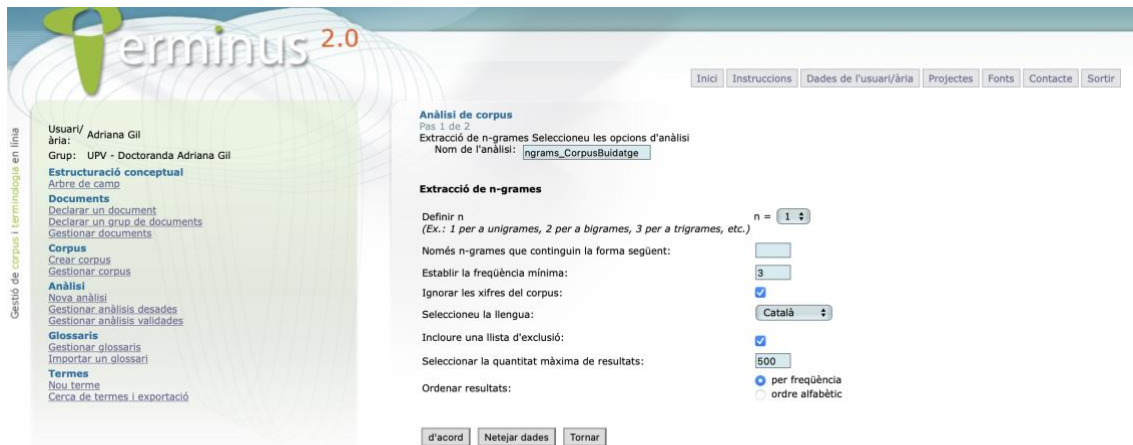 Terminus 2.0
Inici Instruccions Dades de l'usuari/ària Projectes Fonts Contacte Sortir
Gestió de corpus i terminologia en línia
Usuari/ària: Adriana Gil
Grup: UPV - Doctoranda Adriana Gil
Estructuració conceptual
Arbre de camp
Documents
Declarar un document
Declarar un grup de documents
Gestionar documents
Corpus
Crear corpus
Gestionar corpus
Anàlisi
Nova anàlisi
Gestionar anàlisis desades
Gestionar anàlisis validades
Glossaris
Gestionar glossaris
Importar un glossari
Termes
Nou terme
Cerca de termes i exportació
Anàlisi de corpus
Pas 1 de 2
Extracció de n-grames Seleccioneu les opcions d'anàlisi
Nom de l'anàlisi: ngrams_CorpusBuidatge
Extracció de n-grames
Definir n n = 1
(Ex.: 1 per a unigrames, 2 per a bigrames, 3 per a trigrames, etc.)
Només n-grames que continguin la forma següent:
Establir la freqüència mínima: 3
Ignorar les xifres del corpus:
Seleccioneu la llengua: Català
Incloure una llista d'exclusió:
Seleccionar la quantitat màxima de resultats: 500
Ordenar resultats: per freqüència
ordre alfabètic
d'acord Netejar dades Tornar